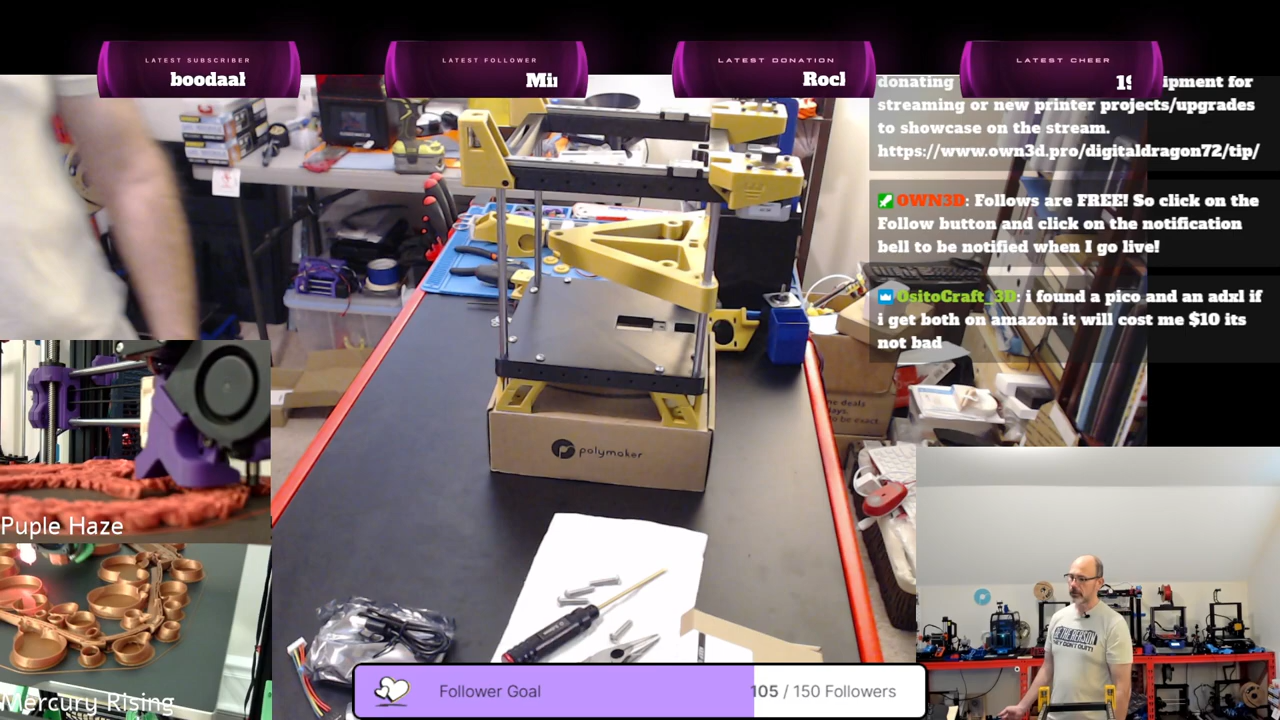 LATEST SUBSCRIBER
boodaal
LATEST FOLLOWER
LATEST DONATION
Rocl
LATEST CHEER
donating ipment for
streaming or new printer projects/upgrades
to showcase on the stream.
https://www.own3d.pro/digitaldragon72/tip/
OWN3D: Follows are FREE! So click on the
Follow button and click on the notification
bell to be notified when I go live!
OsitoCraft_3D: i found a pico and an adxl if
i get both on amazon it will cost me $10 its
not bad
polymaker
Puple Haze
Mercury Rising
Follower Goal
105 / 150 Followers